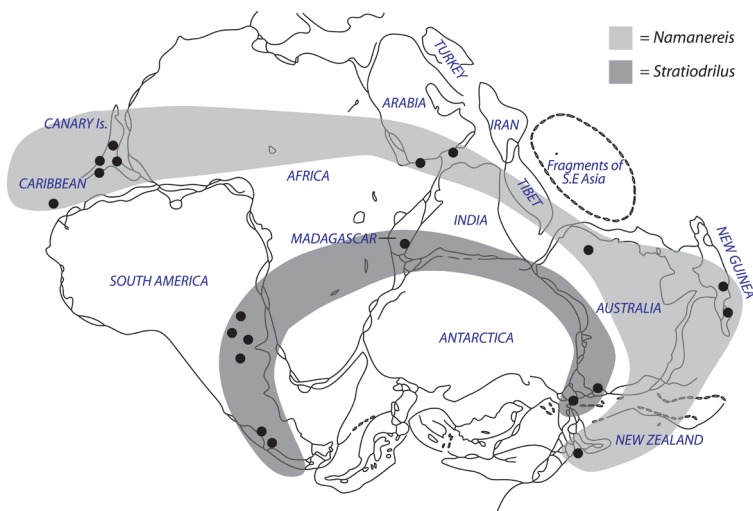 = Namanereis
= Stratiodrilus
TURKEY
CANARY Is.
ARABIA
IRAN
Fragments of
S.E Asia
CARIBBEAN
AFRICA
TIBET
INDIA
MADAGASCAR
NEW GUINEA
SOUTH AMERICA
AUSTRALIA
ANTARCTICA
NEW ZEALAND